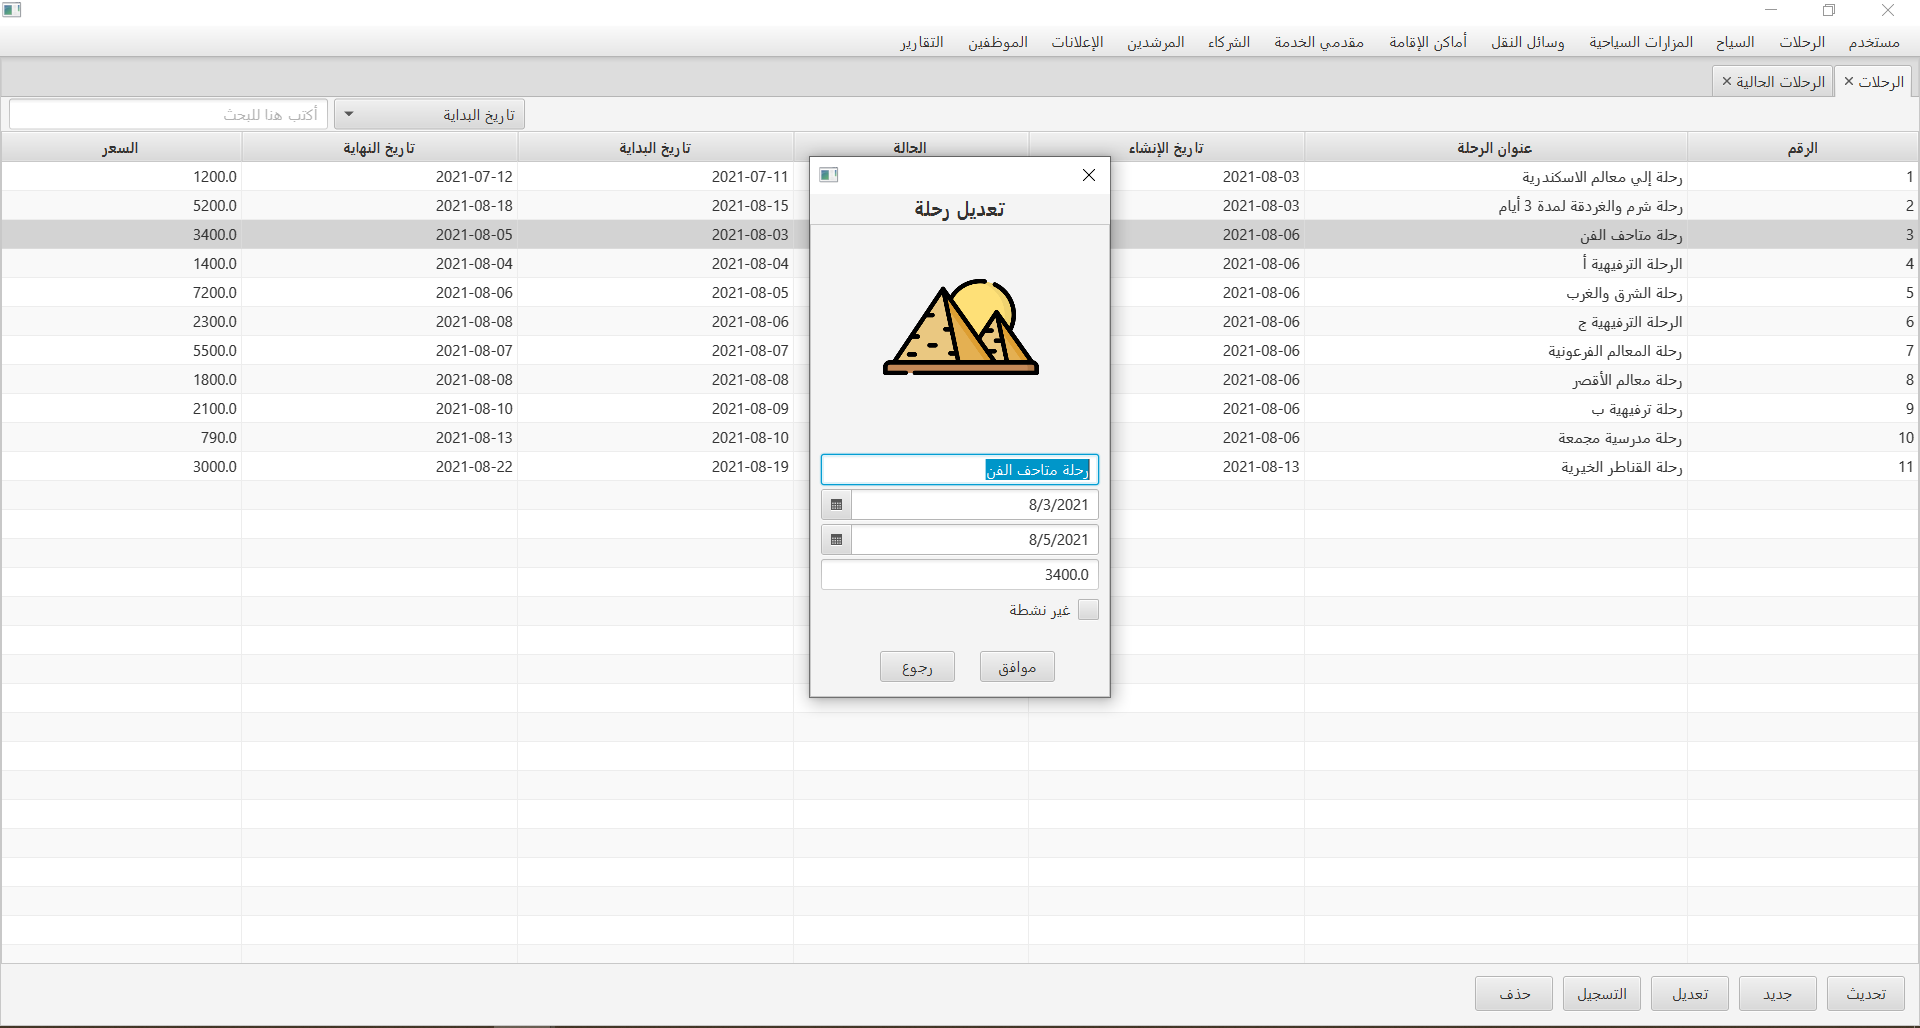 مستخدم الرحلات السياح المزارات السياحية وسائل النقل أماكن الإقامة مقدمي الخدمة الشركاء المرشدين الإعلانات الموظفين التقارير
الرحلات الرحلات الحالية
تاريخ البداية أكتب هنا للبحث
الرقم عنوان الرحلة تاريخ الإنشاء الحالة تاريخ البداية تاريخ النهاية السعر
1 رحلة إلي معالم الاسكندرية 2021-08-03 2021-07-11 2021-07-12 1200.0
2 رحلة شرم والغردقة لمدة 3 أيام 2021-08-03 2021-08-15 2021-08-18 5200.0
3 رحلة متاحف الفن 2021-08-06 2021-08-03 2021-08-05 3400.0
4 الرحلة الترفيهية أ 2021-08-06 2021-08-04 2021-08-04 1400.0
5 رحلة الشرق والغرب 2021-08-06 2021-08-05 2021-08-06 7200.0
6 الرحلة الترفيهية ج 2021-08-06 2021-08-06 2021-08-08 2300.0
7 رحلة المعالم الفرعونية 2021-08-06 2021-08-07 2021-08-07 5500.0
8 رحلة معالم الأقصر 2021-08-06 2021-08-08 2021-08-08 1800.0
9 رحلة ترفيهية ب 2021-08-06 2021-08-09 2021-08-10 2100.0
10 رحلة مدرسية مجمعة 2021-08-06 2021-08-10 2021-08-13 790.0
11 رحلة القناطر الخيرية 2021-08-13 2021-08-19 2021-08-22 3000.0
تعديل رحلة
رحلة متاحف الفن
8/3/2021
8/5/2021
3400.0
غير نشطة
موافق رجوع
تحديث جديد تعديل التسجيل حذف